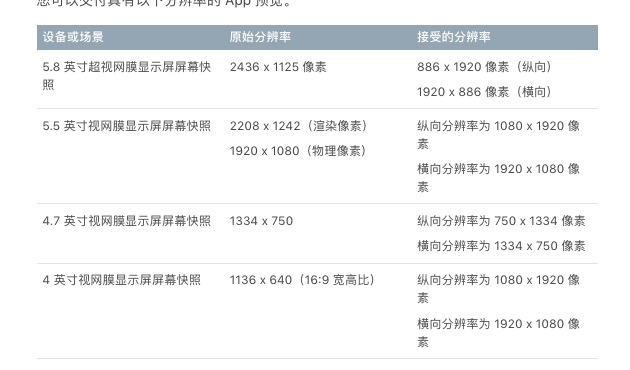 您可以交付具有以下分辨率的 App 预览。
设备或场景 原始分辨率 接受的分辨率
5.8 英寸超视网膜显示屏屏幕快照 2436 x 1125 像素 886 x 1920 像素（纵向）
1920 x 886 像素（横向）
5.5 英寸视网膜显示屏屏幕快照 2208 x 1242（渲染像素） 纵向分辨率为 1080 x 1920 像素
1920 x 1080（物理像素） 横向分辨率为 1920 x 1080 像素
4.7 英寸视网膜显示屏屏幕快照 1334 x 750 纵向分辨率为 750 x 1334 像素
横向分辨率为 1334 x 750 像素
4 英寸视网膜显示屏屏幕快照 1136 x 640（16:9 宽高比） 纵向分辨率为 1080 x 1920 像素
横向分辨率为 1920 x 1080 像素